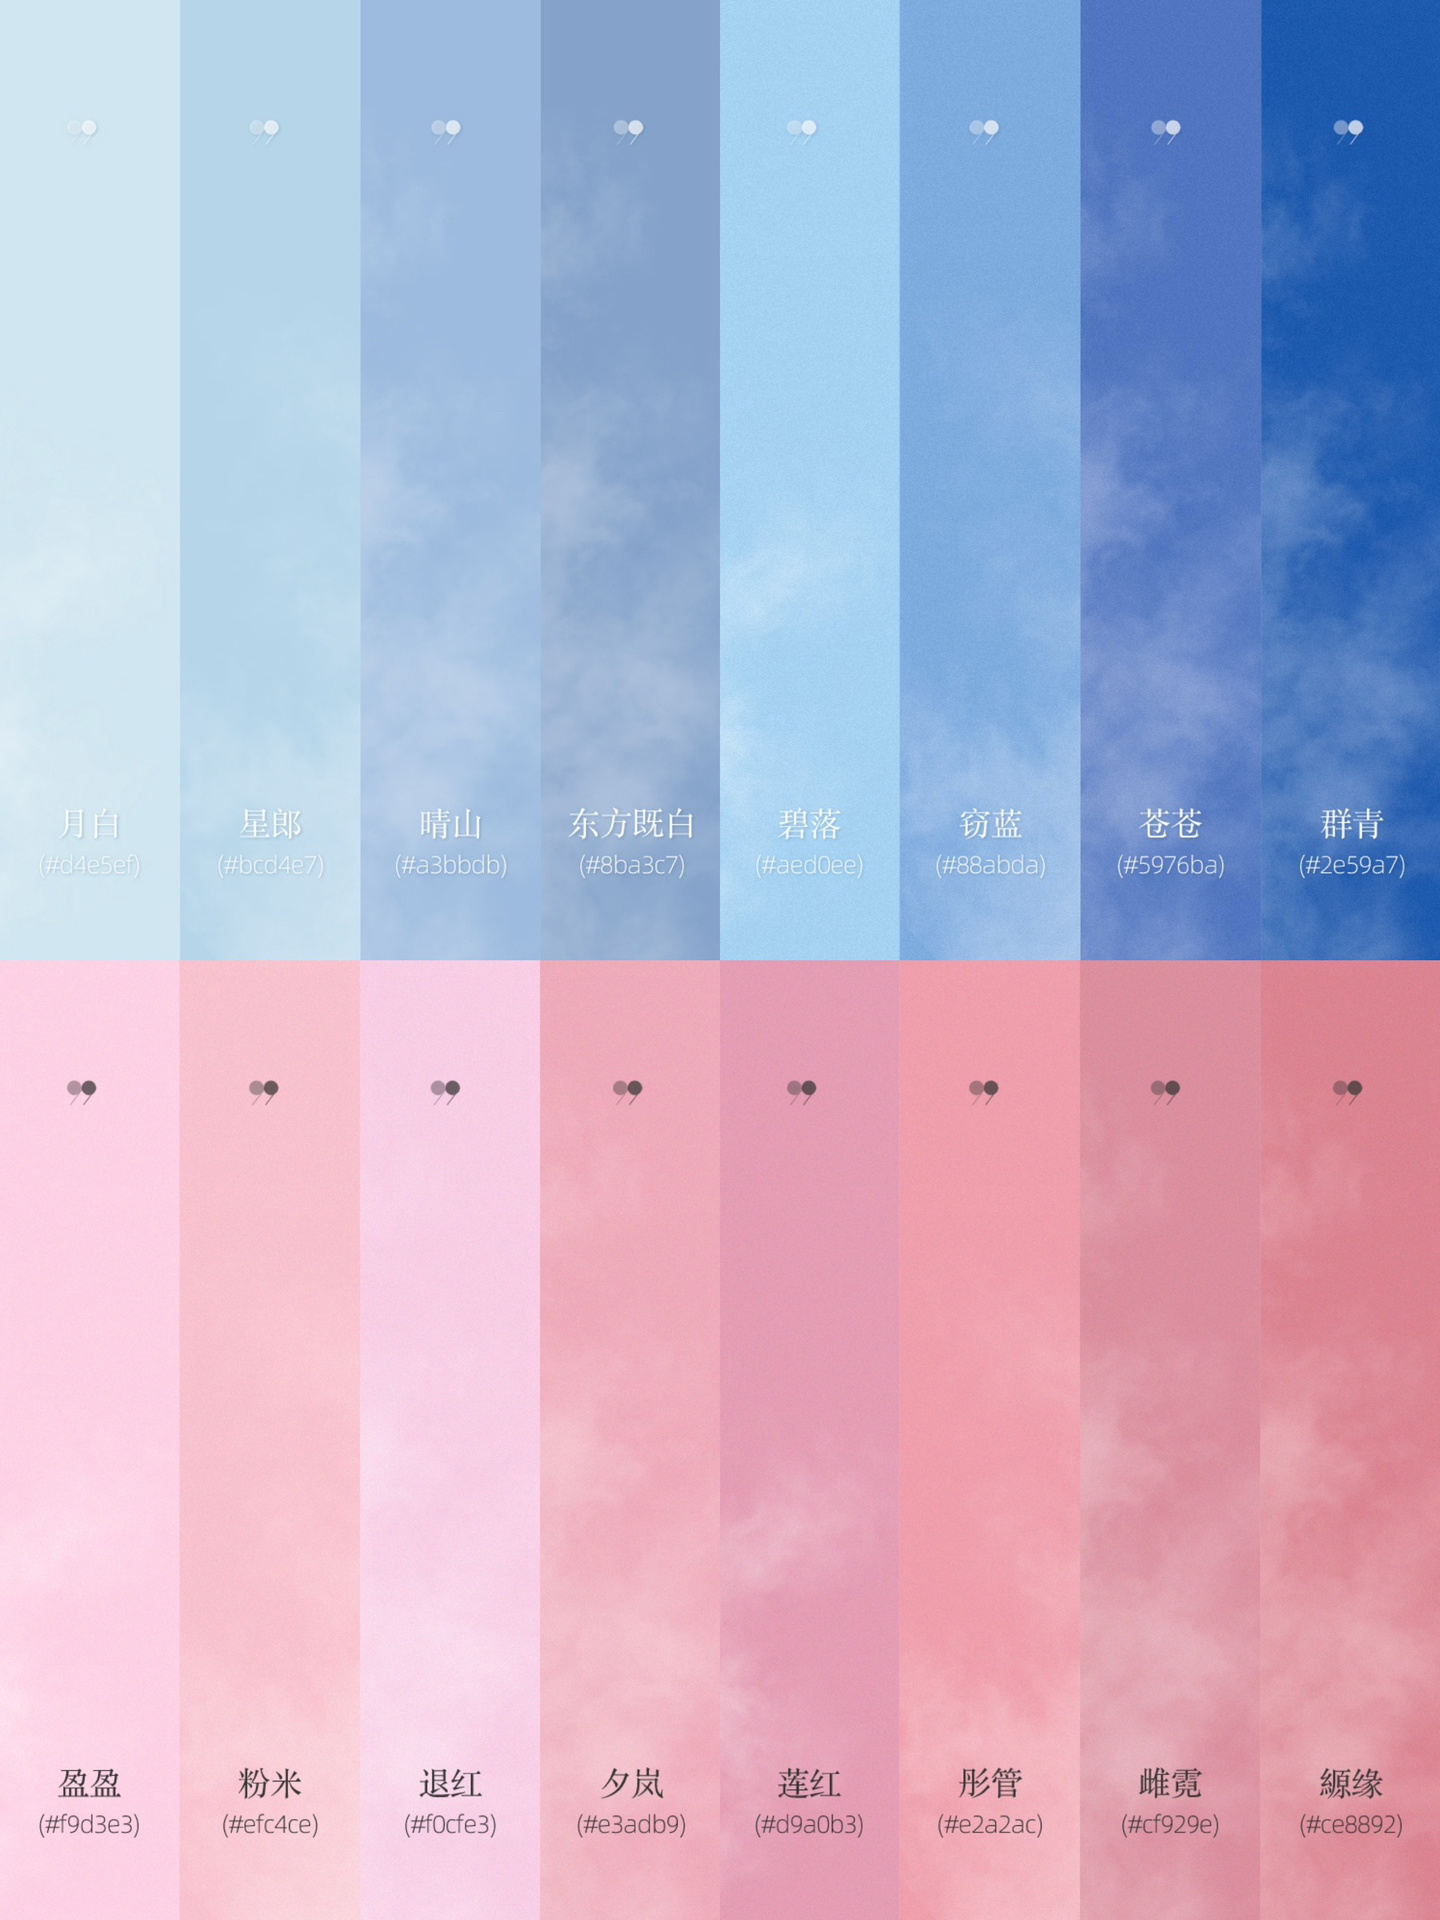 月白
(#d4e5ef)
星郎
(#bcd4e7)
晴山
(#a3bbdb)
东方既白
(#8ba3c7)
碧落
(#aed0ee)
窃蓝
(#88abda)
苍苍
(#5976ba)
群青
(#2e59a7)
盈盈
(#f9d3e3)
粉米
(#efc4ce)
退红
(#f0cfe3)
夕岚
(#e3adb9)
莲红
(#d9a0b3)
彤管
(#e2a2ac)
雌霓
(#cf929e)
縓缘
(#ce8892)